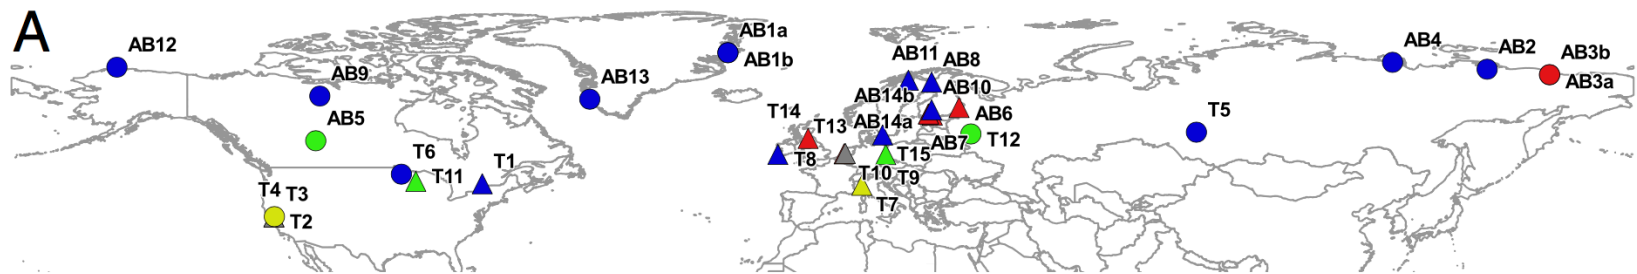 A
AB12
AB9
AB5
T6
T11
T1
T4
T3
T2
AB1a
AB1b
AB13
AB11
AB8
AB10
AB14b
AB14a
AB6
AB7
T12
T14
T13
T8
T15
T10
T9
T7
T5
AB4
AB2
AB3b
AB3a